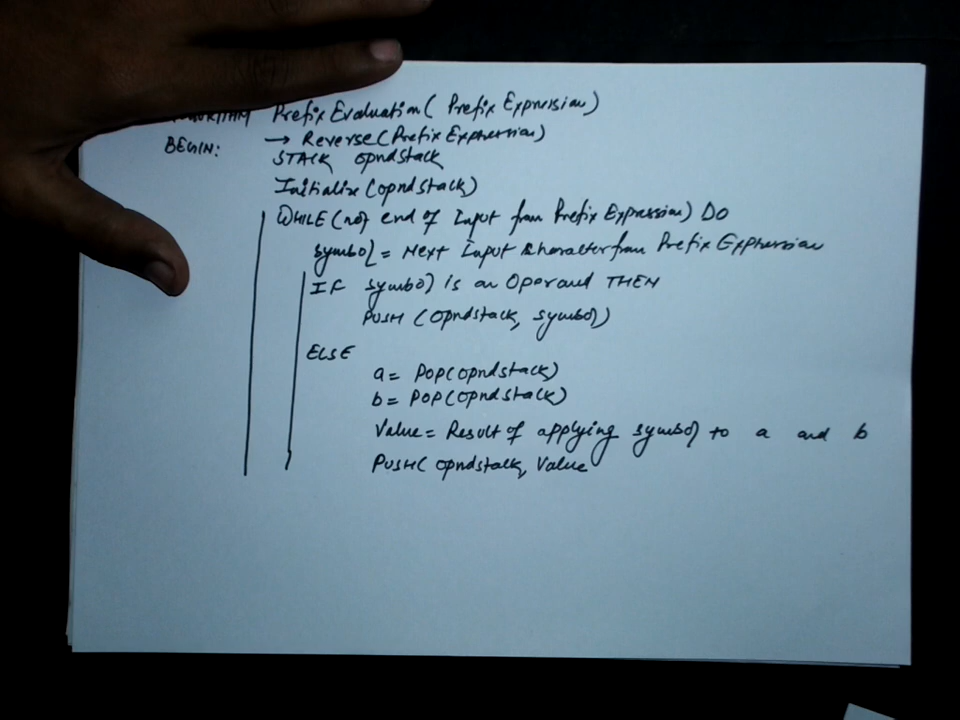 PrefixEvaluation( Prefix Expression)
BEGIN: → Reverse(Prefix Expression)
STACK opndstack
Initialize(opndstack)
WHILE(not end of Input from Prefix Expression) Do
symbol = Next Input Character from Prefix Expression
IF symbol is an Operand THEN
PUSH (opndstack, symbol)
ELSE
a = POP(opndstack)
b = POP(opndstack)
Value = Result of applying symbol to a and b
PUSH( opndstack, Value